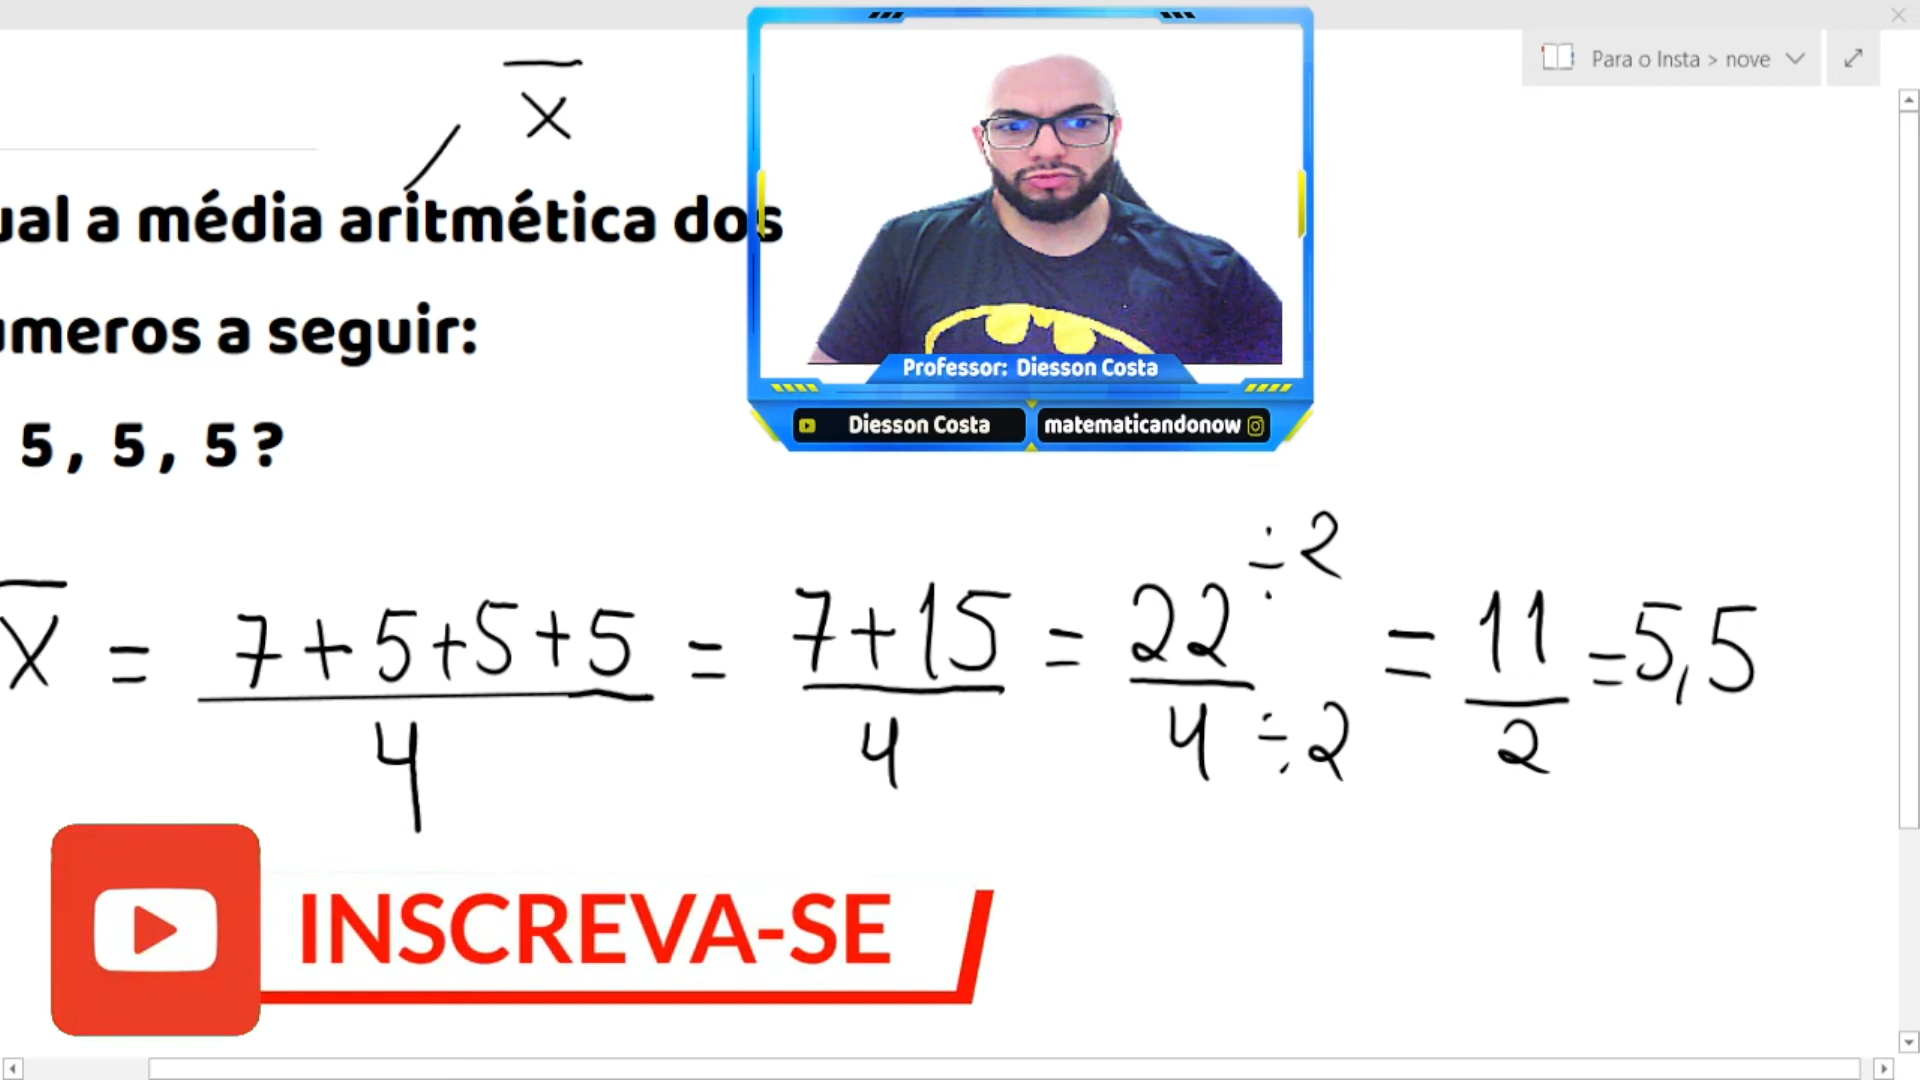 Para o Insta > nove
x̄
ual a média aritmética dos
úmeros a seguir:
5, 5, 5?
Professor: Diesson Costa
Diesson Costa
matematicandonow
x̄ = (7+5+5+5)/4 = (7+15)/4 = (22÷2)/(4÷2) = 11/2 = 5,5
INSCREVA-SE